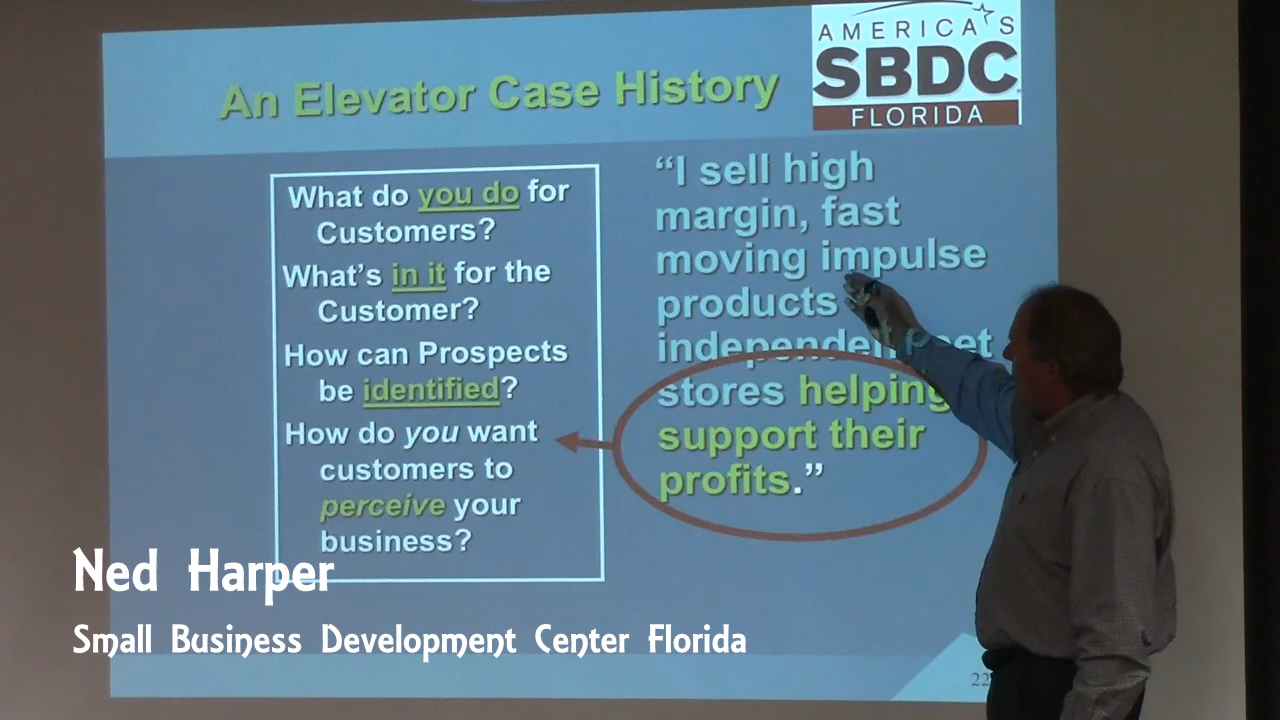 An Elevator Case History
AMERICA'S
SBDC
FLORIDA
What do you do for
Customers?
What's in it for the
Customer?
How can Prospects
be identified?
How do you want
customers to
perceive your
business?
“I sell high
margin, fast
moving impulse
products
stores helping
support their
profits.”
Ned Harper
Small Business Development Center Florida
22